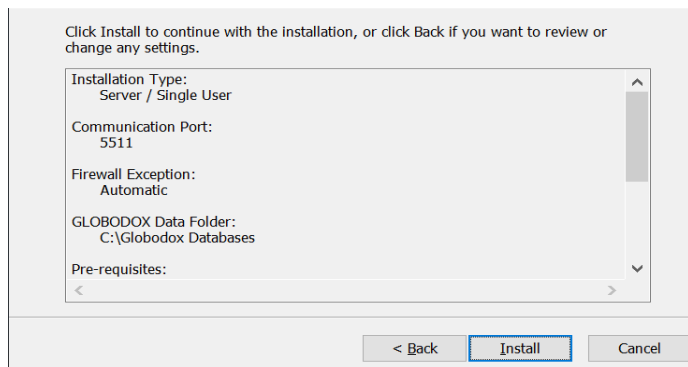 Click Install to continue with the installation, or click Back if you want to review or
change any settings.
Installation Type:
Server / Single User
Communication Port:
5511
Firewall Exception:
Automatic
GLOBODOX Data Folder:
C:\Globodox Databases
Pre-requisites:
< Back
Install
Cancel